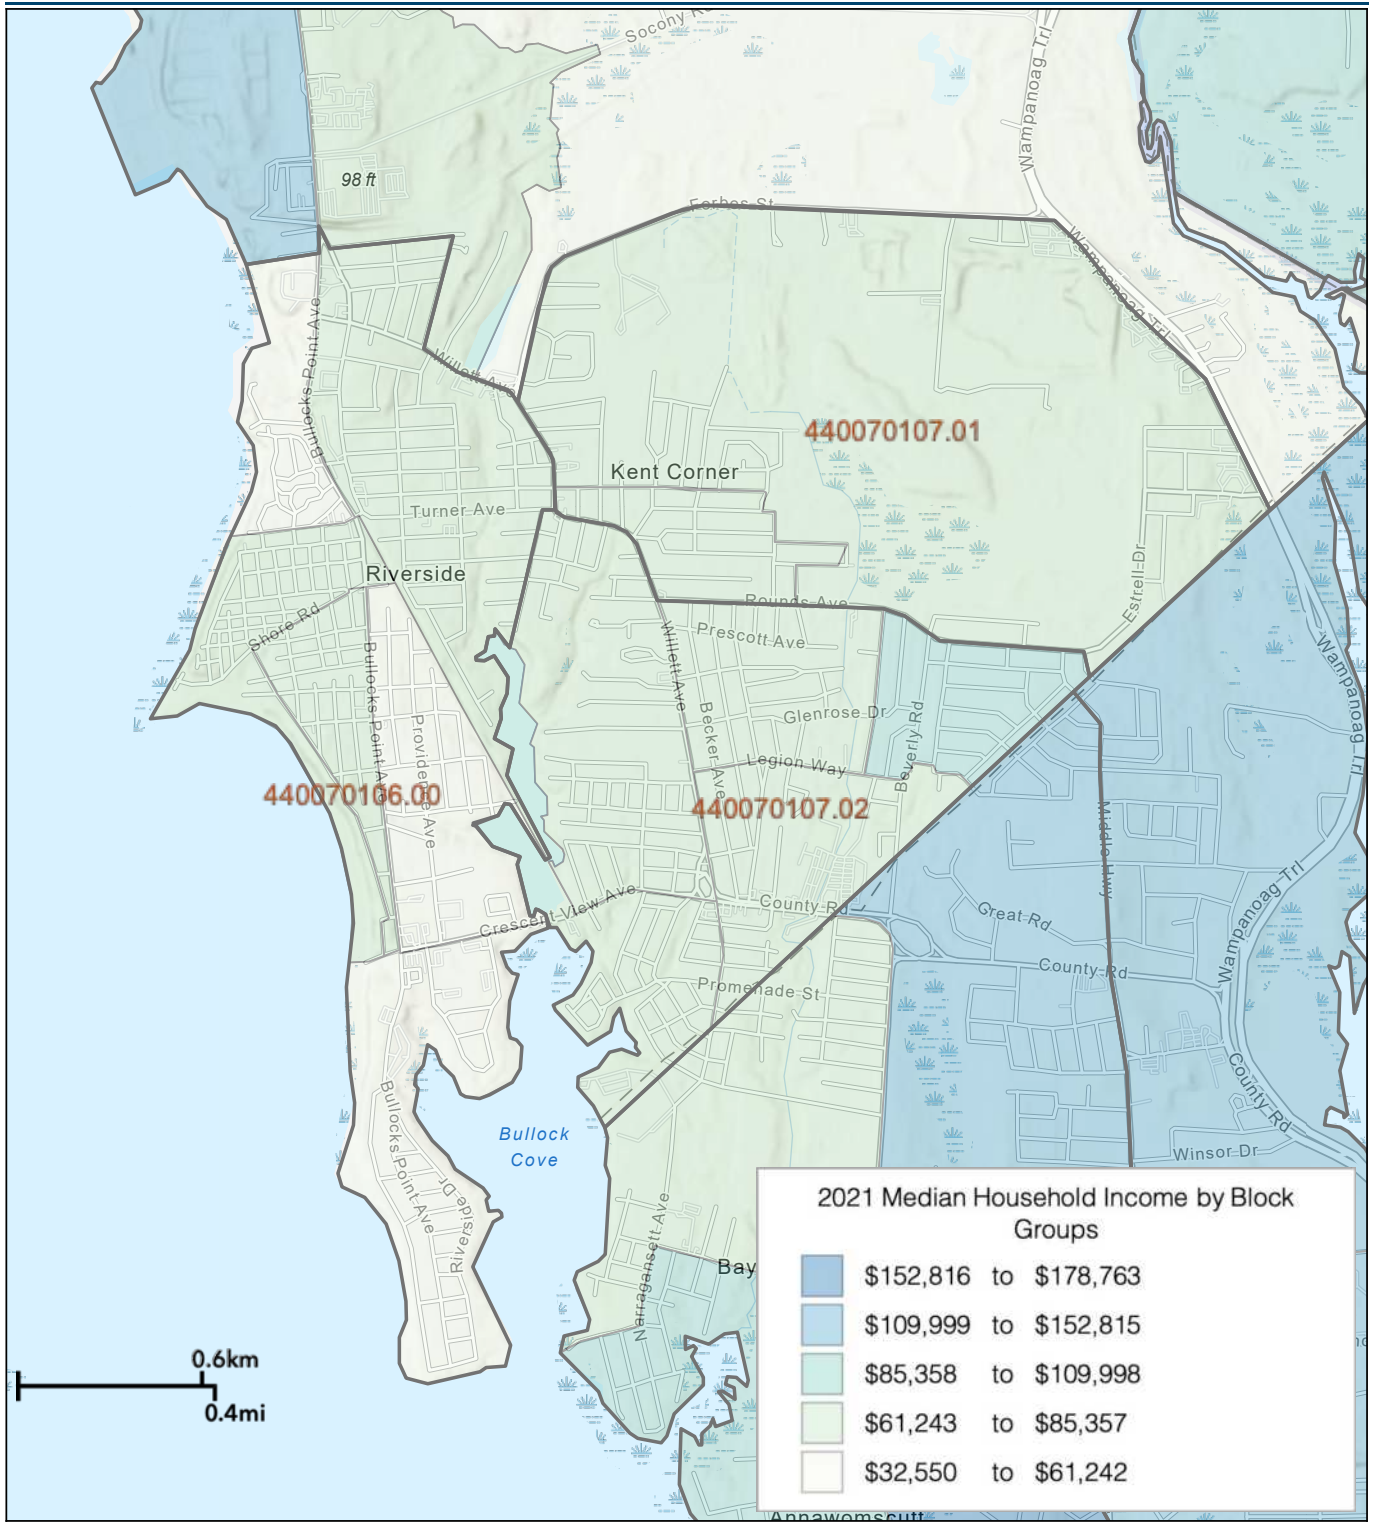 Socony
Wampanoag Trl
98 ft
Forbes St
Wampanoag Trl
Bullocks Point Ave
Willett Ave
440070107.01
Kent Corner
Turner Ave
Riverside
Estrell Dr
Rounds Ave
Shore Rd
Prescott Ave
Willett Ave
Bullocks Point Ave
Wampanoag Trl
Becker Ave
Glenrose Dr
Beverly Rd
Providence Ave
Legion Way
440070106.00
440070107.02
Middle Hwy
Crescent View Ave
County Rd
Great Rd
Wampanoag Trl
County Rd
Promenade St
County Rd
Bullocks Point Ave
Bullock
Cove
Winsor Dr
Riverside Dr
Narragansett Ave
Bay
2021 Median Household Income by Block
Groups
$152,816 to $178,763
$109,999 to $152,815
$85,358 to $109,998
$61,243 to $85,357
$32,550 to $61,242
0.6km
0.4mi
Annawomscutt